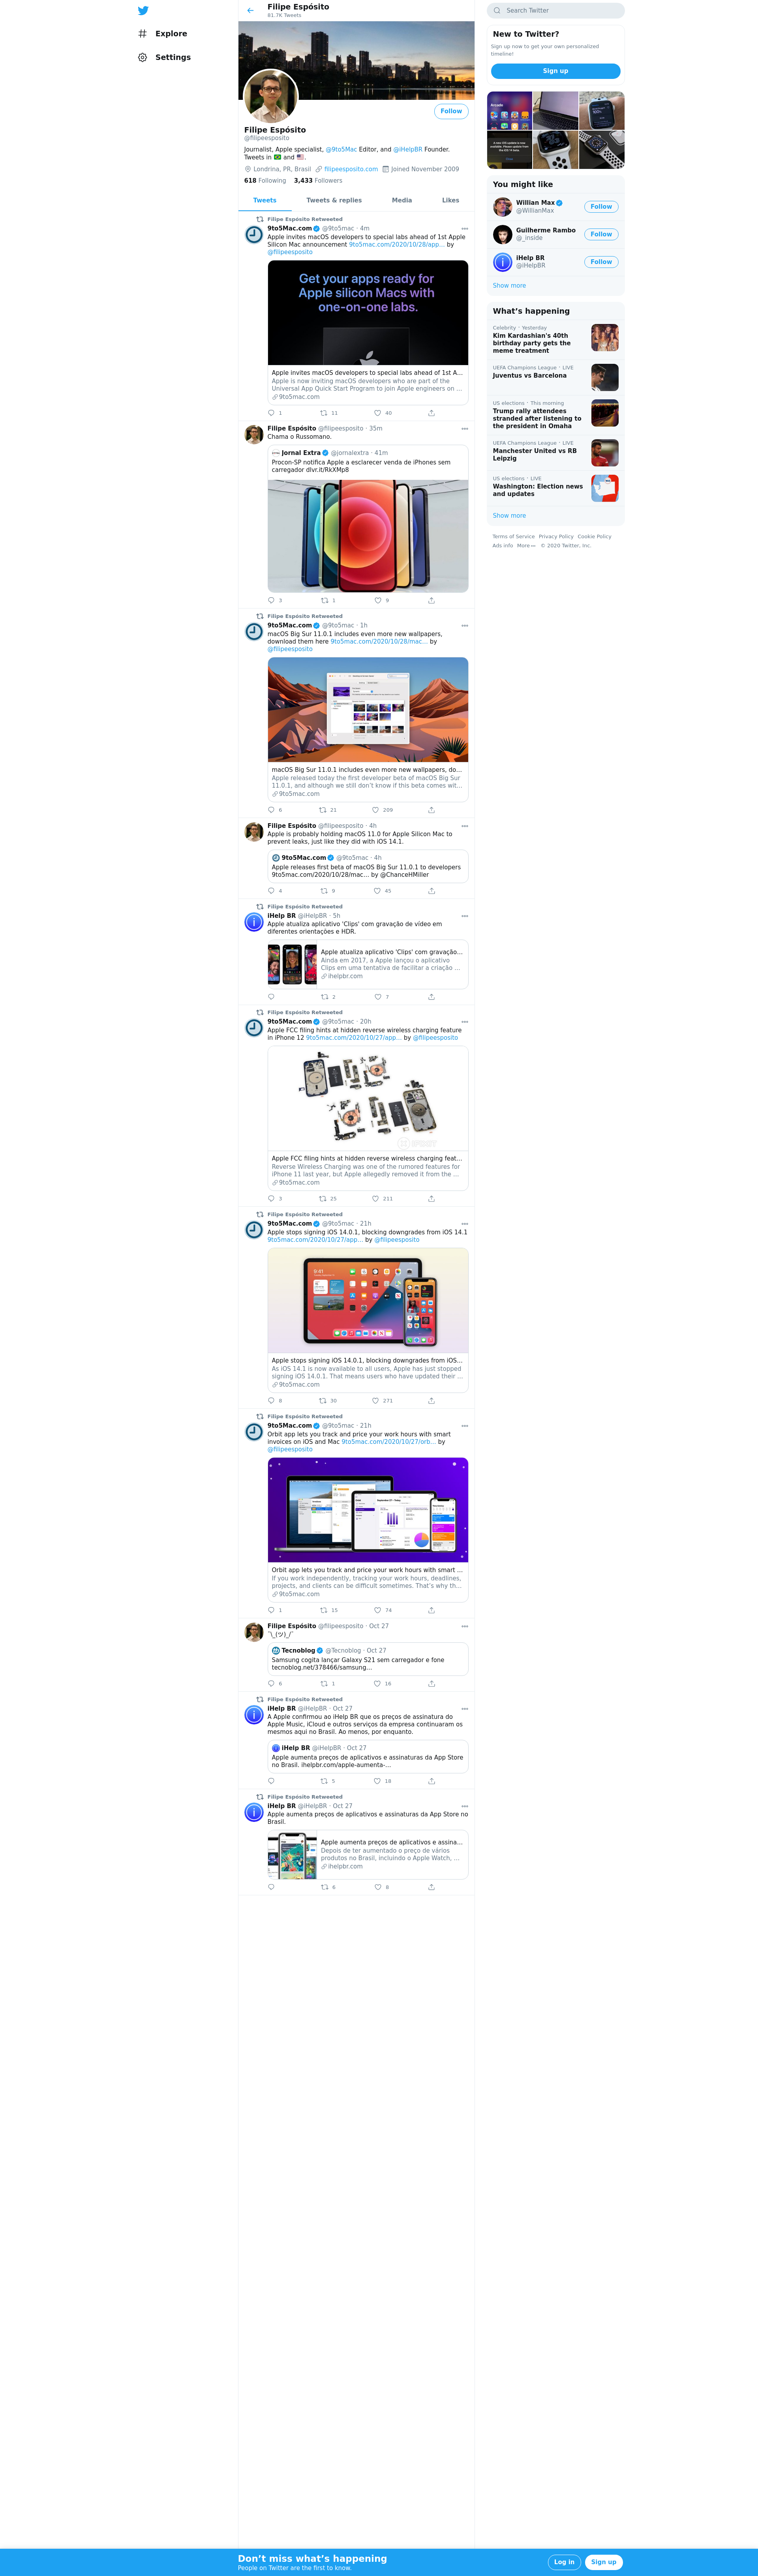 Explore
Settings
Filipe Espósito
81.7K Tweets
Follow
Filipe Espósito
@filipeesposito
Journalist, Apple specialist, @9to5Mac Editor, and @iHelpBR Founder.
Tweets in 🇧🇷 and 🇺🇸.
Londrina, PR, Brasil filipeesposito.com Joined November 2009
618 Following 3,433 Followers
Tweets Tweets & replies Media Likes
Filipe Espósito Retweeted
9to5Mac.com @9to5mac · 4m
Apple invites macOS developers to special labs ahead of 1st Apple
Silicon Mac announcement 9to5mac.com/2020/10/28/app… by
@filipeesposito
Get your apps ready for
Apple silicon Macs with
one-on-one labs.
Apple invites macOS developers to special labs ahead of 1st A…
Apple is now inviting macOS developers who are part of the
Universal App Quick Start Program to join Apple engineers on …
9to5mac.com
1 11 40
Filipe Espósito @filipeesposito · 35m
Chama o Russomano.
Jornal Extra @jornalextra · 41m
Procon-SP notifica Apple a esclarecer venda de iPhones sem
carregador dlvr.it/RkXMp8
3 1 9
Filipe Espósito Retweeted
9to5Mac.com @9to5mac · 1h
macOS Big Sur 11.0.1 includes even more new wallpapers,
download them here 9to5mac.com/2020/10/28/mac… by
@filipeesposito
macOS Big Sur 11.0.1 includes even more new wallpapers, do…
Apple released today the first developer beta of macOS Big Sur
11.0.1, and although we still don’t know if this beta comes wit…
9to5mac.com
6 21 209
Filipe Espósito @filipeesposito · 4h
Apple is probably holding macOS 11.0 for Apple Silicon Mac to
prevent leaks, just like they did with iOS 14.1.
9to5Mac.com @9to5mac · 4h
Apple releases first beta of macOS Big Sur 11.0.1 to developers
9to5mac.com/2020/10/28/mac… by @ChanceHMiller
4 9 45
Filipe Espósito Retweeted
iHelp BR @iHelpBR · 5h
Apple atualiza aplicativo ‘Clips’ com gravação de vídeo em
diferentes orientações e HDR.
Apple atualiza aplicativo ‘Clips’ com gravação…
Ainda em 2017, a Apple lançou o aplicativo
Clips em uma tentativa de facilitar a criação …
ihelpbr.com
2 7
Filipe Espósito Retweeted
9to5Mac.com @9to5mac · 20h
Apple FCC filing hints at hidden reverse wireless charging feature
in iPhone 12 9to5mac.com/2020/10/27/app… by @filipeesposito
Apple FCC filing hints at hidden reverse wireless charging feat…
Reverse Wireless Charging was one of the rumored features for
iPhone 11 last year, but Apple allegedly removed it from the …
9to5mac.com
3 25 211
Filipe Espósito Retweeted
9to5Mac.com @9to5mac · 21h
Apple stops signing iOS 14.0.1, blocking downgrades from iOS 14.1
9to5mac.com/2020/10/27/app… by @filipeesposito
9:41
Apple stops signing iOS 14.0.1, blocking downgrades from iOS…
As iOS 14.1 is now available to all users, Apple has just stopped
signing iOS 14.0.1. That means users who have updated their …
9to5mac.com
8 30 271
Filipe Espósito Retweeted
9to5Mac.com @9to5mac · 21h
Orbit app lets you track and price your work hours with smart
invoices on iOS and Mac 9to5mac.com/2020/10/27/orb… by
@filipeesposito
Orbit app lets you track and price your work hours with smart …
If you work independently, tracking your work hours, deadlines,
projects, and clients can be difficult sometimes. That’s why th…
9to5mac.com
1 15 74
Filipe Espósito @filipeesposito · Oct 27
¯\_(ツ)_/¯
Tecnoblog @Tecnoblog · Oct 27
Samsung cogita lançar Galaxy S21 sem carregador e fone
tecnoblog.net/378466/samsung…
6 1 16
Filipe Espósito Retweeted
iHelp BR @iHelpBR · Oct 27
A Apple confirmou ao iHelp BR que os preços de assinatura do
Apple Music, iCloud e outros serviços da empresa continuaram os
mesmos aqui no Brasil. Ao menos, por enquanto.
iHelp BR @iHelpBR · Oct 27
Apple aumenta preços de aplicativos e assinaturas da App Store
no Brasil. ihelpbr.com/apple-aumenta-…
5 18
Filipe Espósito Retweeted
iHelp BR @iHelpBR · Oct 27
Apple aumenta preços de aplicativos e assinaturas da App Store no
Brasil.
Apple aumenta preços de aplicativos e assina…
Depois de ter aumentado o preço de vários
produtos no Brasil, incluindo o Apple Watch, …
ihelpbr.com
6 8
Search Twitter
New to Twitter?
Sign up now to get your own personalized
timeline!
Sign up
Arcade
You might like
Willian Max
@WillianMax
Follow
Guilherme Rambo
@_inside
Follow
iHelp BR
@iHelpBR
Follow
Show more
What’s happening
Celebrity · Yesterday
Kim Kardashian's 40th
birthday party gets the
meme treatment
UEFA Champions League · LIVE
Juventus vs Barcelona
US elections · This morning
Trump rally attendees
stranded after listening to
the president in Omaha
UEFA Champions League · LIVE
Manchester United vs RB
Leipzig
US elections · LIVE
Washington: Election news
and updates
Show more
Terms of Service Privacy Policy Cookie Policy
Ads info More © 2020 Twitter, Inc.
Don’t miss what’s happening
People on Twitter are the first to know.
Log in
Sign up